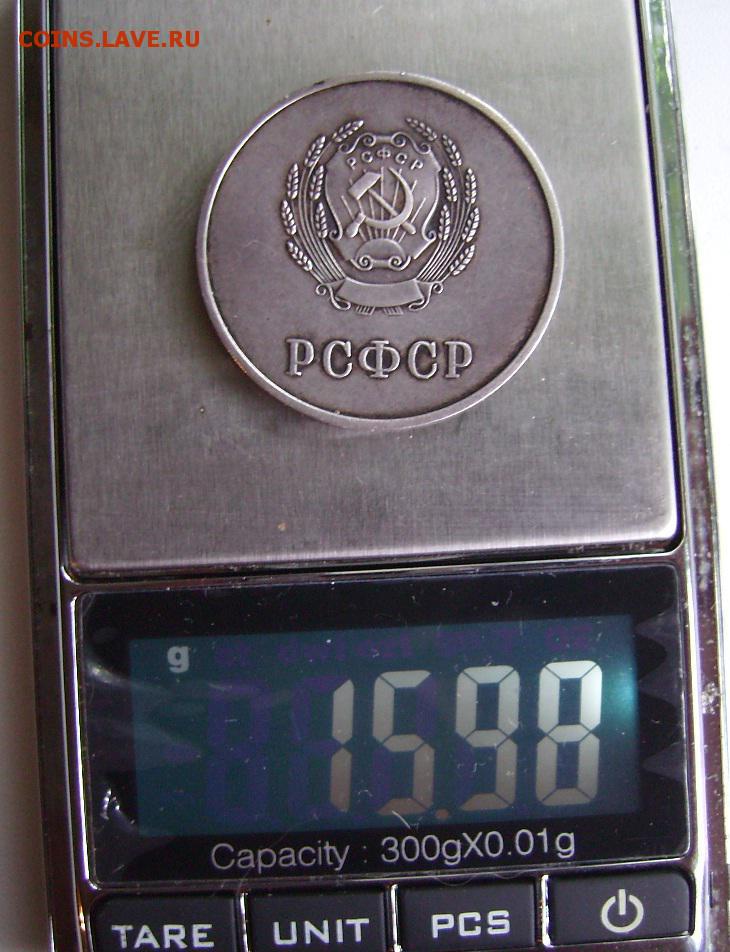 COINS.LAVE.RU
РСФСР
РСФСР
g
15.98
Capacity : 300gX0.01g
TARE UNIT PCS